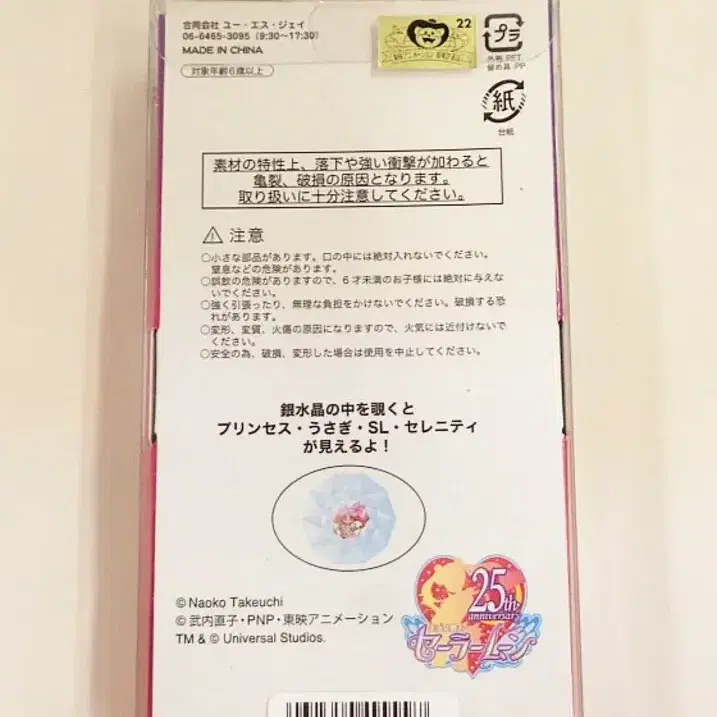 合同会社 ユー・エス・ジェイ
06-6465-3095 (9:30〜17:30)
MADE IN CHINA
対象年齢6歳以上
22
プラ
外箱:PET
留め具:PP
紙
台紙
素材の特性上、落下や強い衝撃が加わると
亀裂、破損の原因となります。
取り扱いに十分注意してください。
⚠ 注意
○小さな部品があります。口の中には絶対入れないでください。
窒息などの危険があります。
○誤飲の危険がありますので、6才未満のお子様には絶対に与えな
いでください。
○強く引張ったり、無理な負担をかけないでください。破損する恐
れがあります。
○変形、変質、火傷の原因になりますので、火気には近付けないで
ください。
○安全の為、破損、変形した場合は使用を中止してください。
銀水晶の中を覗くと
プリンセス・うさぎ・SL・セレニティ
が見えるよ!
25th
anniversary
セーラームーン
© Naoko Takeuchi
© 武内直子・PNP・東映アニメーション
TM & © Universal Studios.